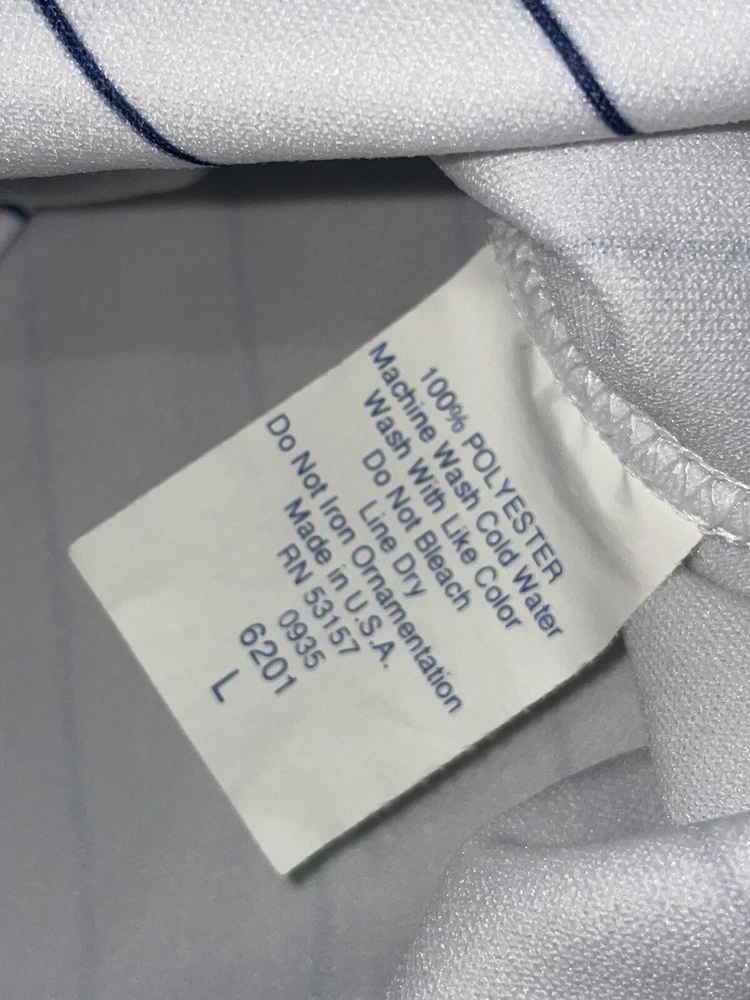 100% POLYESTER
Machine Wash Cold Water
Wash With Like Color
Do Not Bleach
Line Dry
Do Not Iron Ornamentation
Made in U.S.A.
RN 53157
0935
6201
L